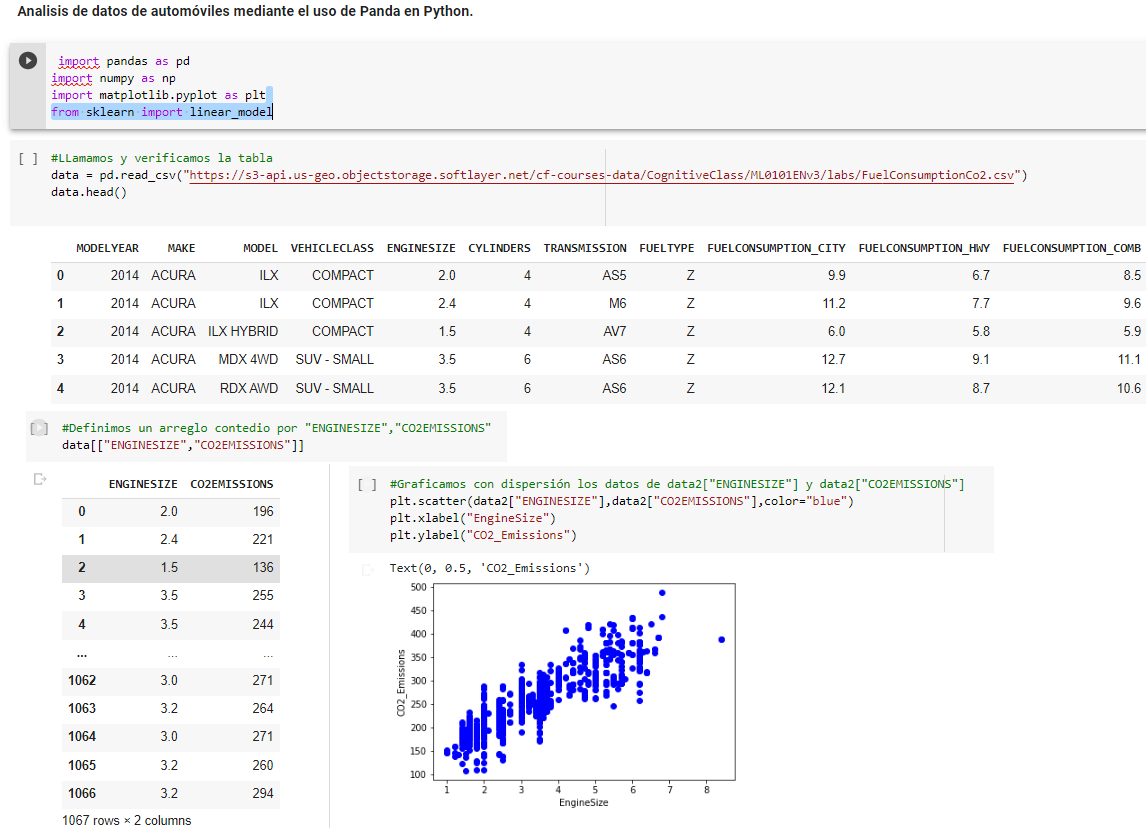 Analisis de datos de automóviles mediante el uso de Panda en Python.
import pandas as pd
import numpy as np
import matplotlib.pyplot as plt
from sklearn import linear_model
[ ] #LLamamos y verificamos la tabla
data = pd.read_csv("https://s3-api.us-geo.objectstorage.softlayer.net/cf-courses-data/CognitiveClass/ML0101ENv3/labs/FuelConsumptionCo2.csv")
data.head()
MODELYEAR MAKE MODEL VEHICLECLASS ENGINESIZE CYLINDERS TRANSMISSION FUELTYPE FUELCONSUMPTION_CITY FUELCONSUMPTION_HWY FUELCONSUMPTION_COMB
0 2014 ACURA ILX COMPACT 2.0 4 AS5 Z 9.9 6.7 8.5
1 2014 ACURA ILX COMPACT 2.4 4 M6 Z 11.2 7.7 9.6
2 2014 ACURA ILX HYBRID COMPACT 1.5 4 AV7 Z 6.0 5.8 5.9
3 2014 ACURA MDX 4WD SUV - SMALL 3.5 6 AS6 Z 12.7 9.1 11.1
4 2014 ACURA RDX AWD SUV - SMALL 3.5 6 AS6 Z 12.1 8.7 10.6
[ ] #Definimos un arreglo contedio por "ENGINESIZE","CO2EMISSIONS"
data[["ENGINESIZE","CO2EMISSIONS"]]
ENGINESIZE CO2EMISSIONS
0 2.0 196
1 2.4 221
2 1.5 136
3 3.5 255
4 3.5 244
... ... ...
1062 3.0 271
1063 3.2 264
1064 3.0 271
1065 3.2 260
1066 3.2 294
1067 rows × 2 columns
[ ] #Graficamos con dispersión los datos de data2["ENGINESIZE"] y data2["CO2EMISSIONS"]
plt.scatter(data2["ENGINESIZE"],data2["CO2EMISSIONS"],color="blue")
plt.xlabel("EngineSize")
plt.ylabel("CO2_Emissions")
Text(0, 0.5, 'CO2_Emissions')
500
450
400
350
300
250
200
150
100
CO2_Emissions
1 2 3 4 5 6 7 8
EngineSize